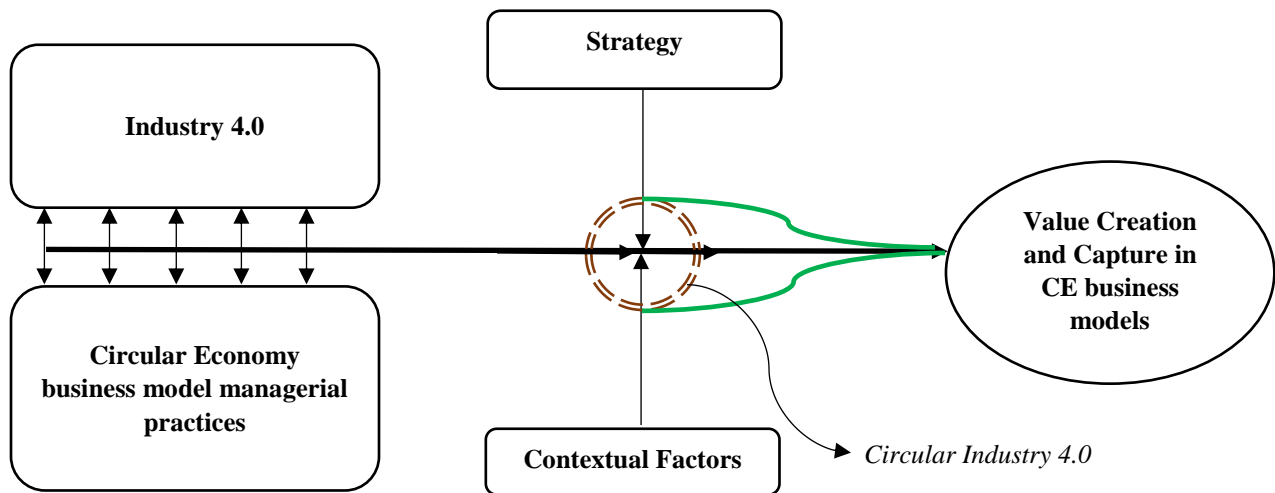 Strategy
Industry 4.0
Value Creation
and Capture in
CE business
models
Circular Economy
business model managerial
practices
Contextual Factors
Circular Industry 4.0